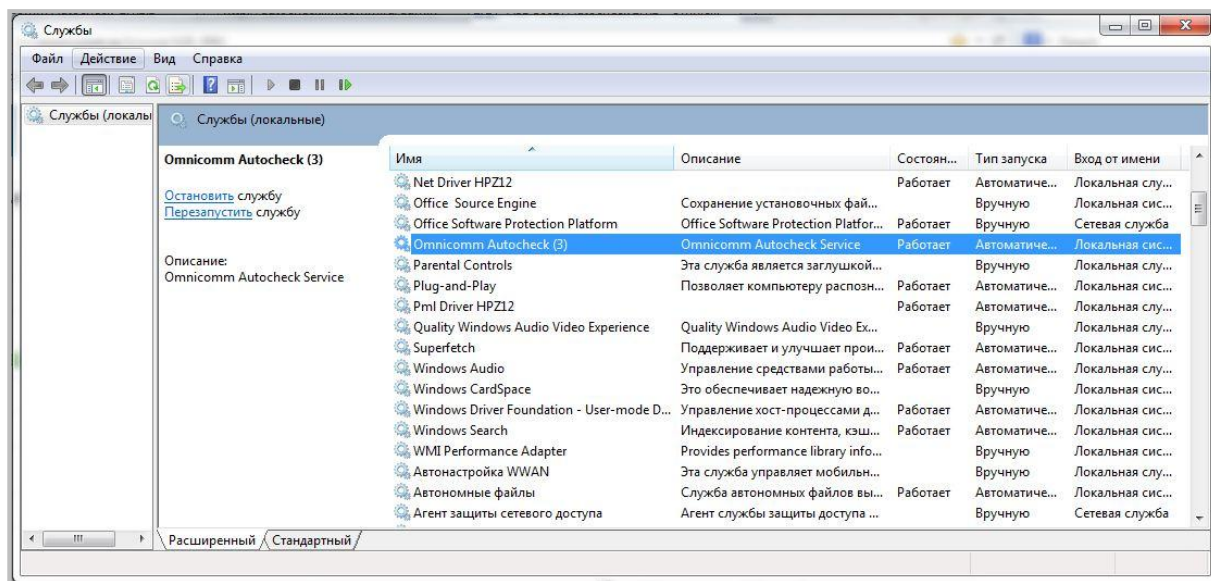 Службы
Файл Действие Вид Справка
Службы (локалы
Службы (локальные)
Omnicomm Autocheck (3)
Остановить службу
Перезапустить службу
Описание:
Omnicomm Autocheck Service
Имя Описание Состоян... Тип запуска Вход от имени
Net Driver HPZ12 Работает Автоматиче... Локальная слу...
Office Source Engine Сохранение установочных фай... Вручную Локальная сис...
Office Software Protection Platform Office Software Protection Platfor... Работает Вручную Сетевая служба
Omnicomm Autocheck (3) Omnicomm Autocheck Service Работает Автоматиче... Локальная сис...
Parental Controls Эта служба является заглушкой... Вручную Локальная слу...
Plug-and-Play Позволяет компьютеру распозн... Работает Автоматиче... Локальная сис...
Pml Driver HPZ12 Работает Автоматиче... Локальная слу...
Quality Windows Audio Video Experience Quality Windows Audio Video Ex... Вручную Локальная слу...
Superfetch Поддерживает и улучшает прои... Работает Автоматиче... Локальная сис...
Windows Audio Управление средствами работы... Работает Автоматиче... Локальная слу...
Windows CardSpace Это обеспечивает надежную во... Вручную Локальная сис...
Windows Driver Foundation - User-mode D... Управление хост-процессами д... Работает Автоматиче... Локальная сис...
Windows Search Индексирование контента, кэш... Работает Автоматиче... Локальная сис...
WMI Performance Adapter Provides performance library info... Вручную Локальная сис...
Автонастройка WWAN Эта служба управляет мобильн... Вручную Локальная слу...
Автономные файлы Служба автономных файлов вы... Работает Автоматиче... Локальная сис...
Агент защиты сетевого доступа Агент службы защиты доступа ... Вручную Сетевая служба
Расширенный Стандартный